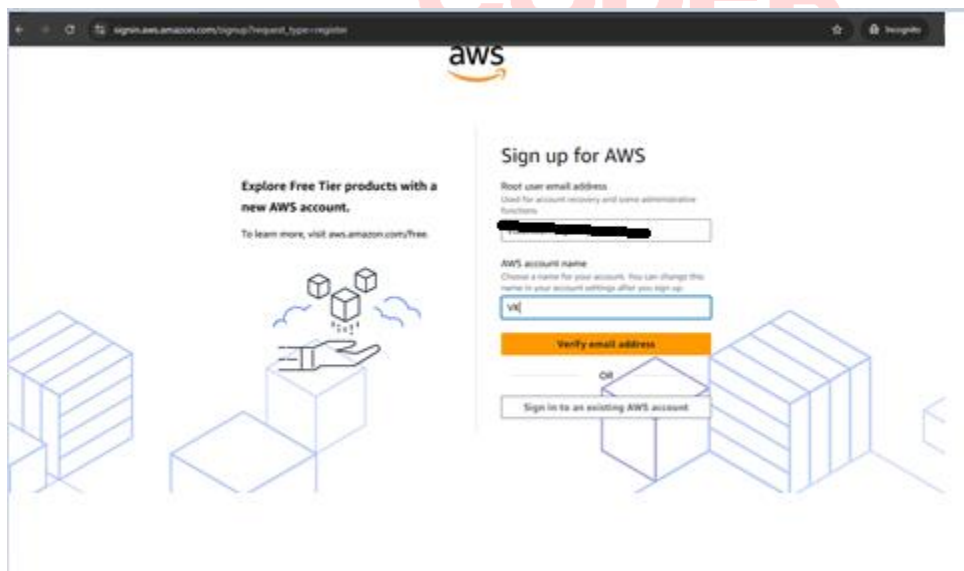 CODER
signin.aws.amazon.com/signup?request_type=register
Incognito
aws
Explore Free Tier products with a
new AWS account.
To learn more, visit aws.amazon.com/free.
Sign up for AWS
Root user email address
Used for account recovery and some administrative
functions
AWS account name
Choose a name for your account. You can change this
name in your account settings after you sign up.
Verify email address
OR
Sign in to an existing AWS account